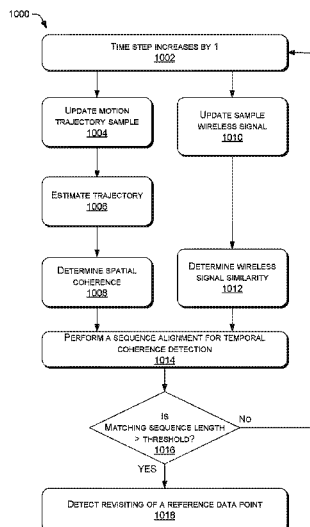 1000
TIME STEP INCREASES BY 1
1002
UPDATE MOTION
TRAJECTORY SAMPLE
1004
UPDATE SAMPLE
WIRELESS SIGNAL
1010
ESTIMATE TRAJECTORY
1006
DETERMINE SPATIAL
COHERENCE
1008
DETERMINE WIRELESS
SIGNAL SIMILARITY
1012
PERFORM A SEQUENCE ALIGNMENT FOR TEMPORAL
COHERENCE DETECTION
1014
IS
MATCHING SEQUENCE LENGTH
> THRESHOLD?
1016
No
YES
DETECT REVISITING OF A REFERENCE DATA POINT
1018